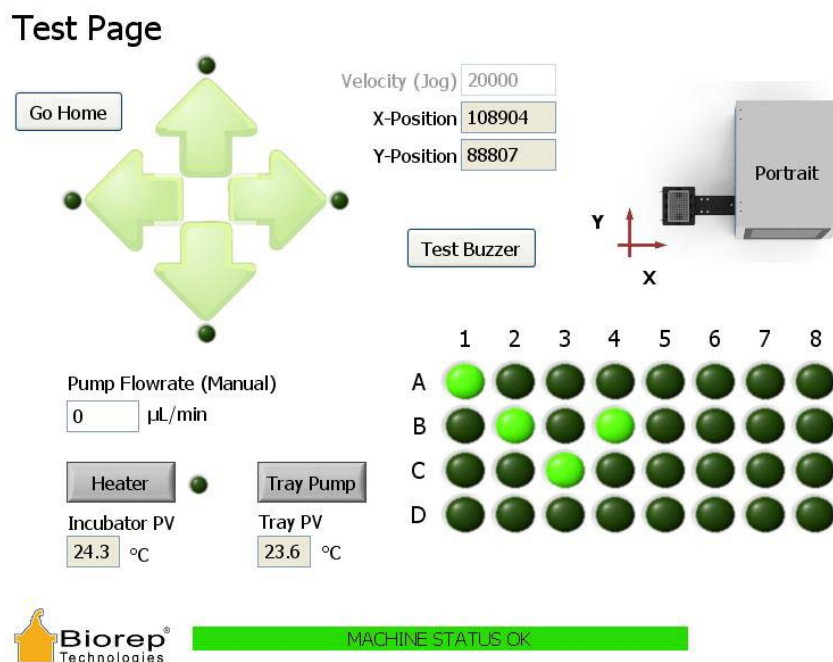 Test Page
Go Home
Velocity (Jog) 20000
X-Position 108904
Y-Position 88807
Portrait
Y
X
Test Buzzer
1 2 3 4 5 6 7 8
A
B
C
D
Pump Flowrate (Manual)
0 µL/min
Heater Tray Pump
Incubator PV Tray PV
24.3 °C 23.6 °C
Biorep®
Technologies
MACHINE STATUS OK